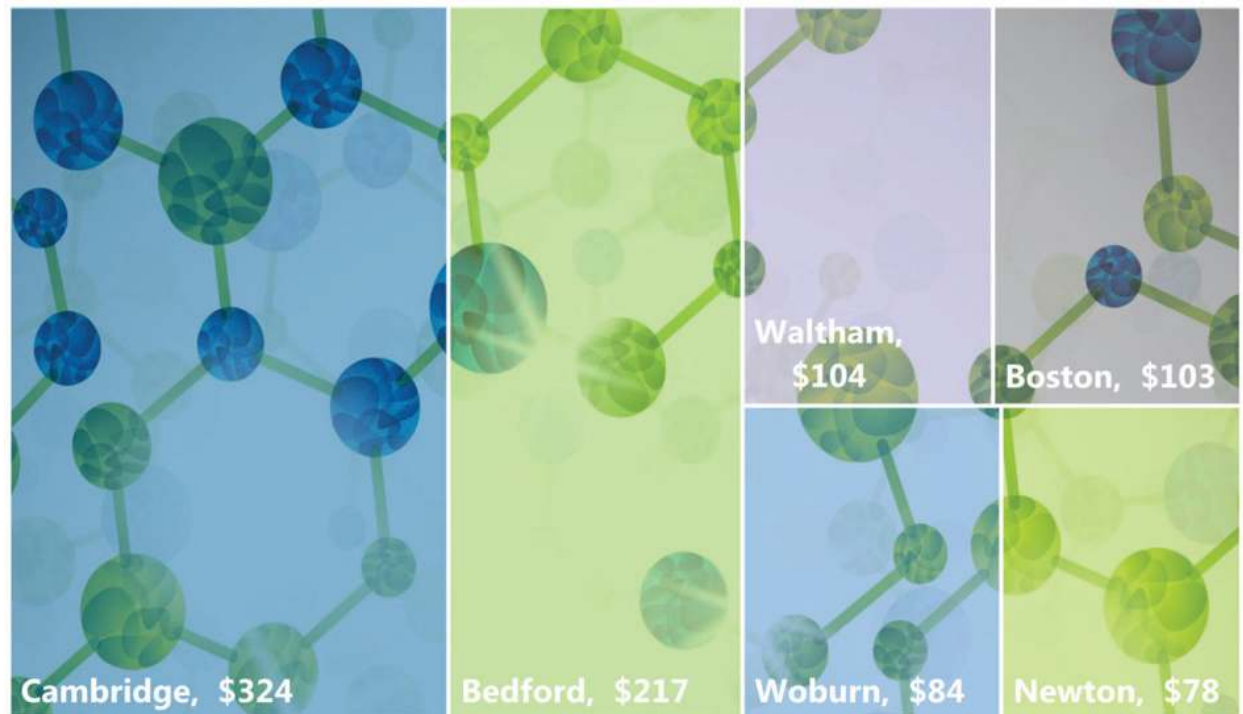 Cambridge, $324
Bedford, $217
Waltham,
$104
Boston, $103
Woburn, $84
Newton, $78